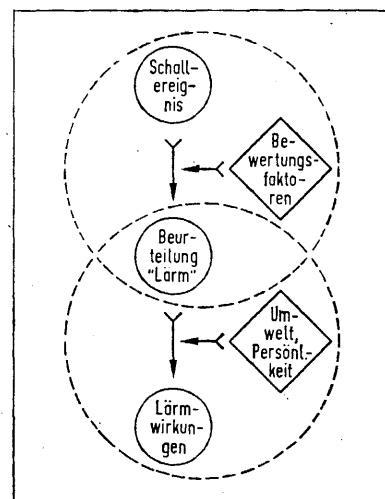 Schall-
ereig-
nis
Be-
wertungs-
fakto-
ren
Beur-
teilung
"Lärm"
Um-
welt,
Persönl.-
keit
Lärm-
wirkun-
gen